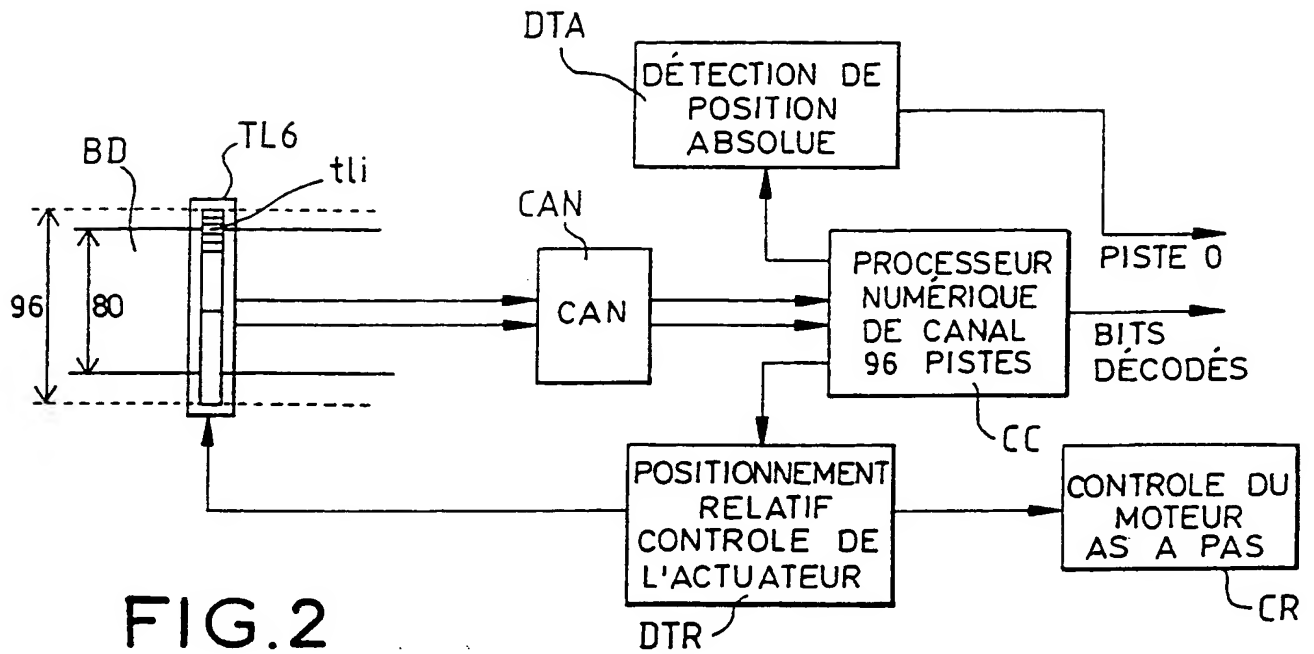 DTA
DÉTECTION DE
POSITION
ABSOLUE
BD
TL6
tli
CAN
CAN
96
80
PROCESSEUR
NUMÉRIQUE
DE CANAL
96 PISTES
PISTE 0
BITS
DÉCODÉS
CC
POSITIONNEMENT
RELATIF
CONTROLE DE
L'ACTUATEUR
DTR
CONTROLE DU
MOTEUR
AS A PAS
CR
FIG.2